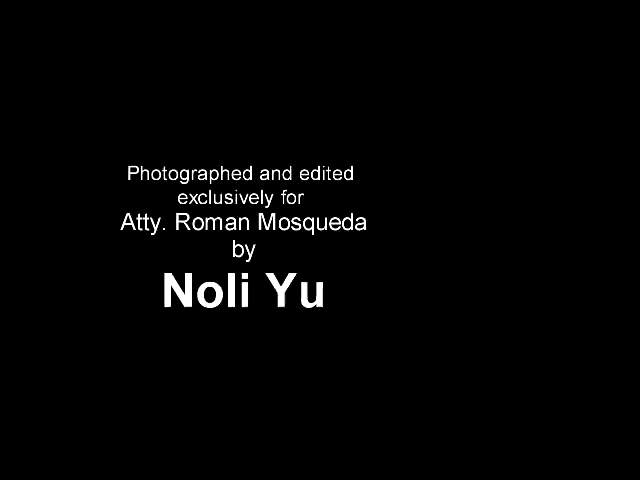 Photographed and edited
exclusively for
Atty. Roman Mosqueda
by
Noli Yu